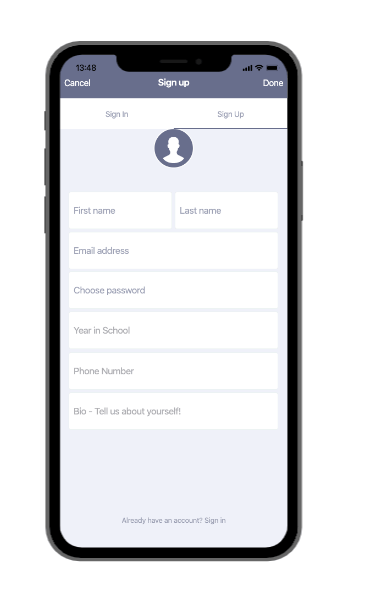 13:48
Cancel Sign up Done
Sign In Sign Up
First name Last name
Email address
Choose password
Year in School
Phone Number
Bio - Tell us about yourself!
Already have an account? Sign in